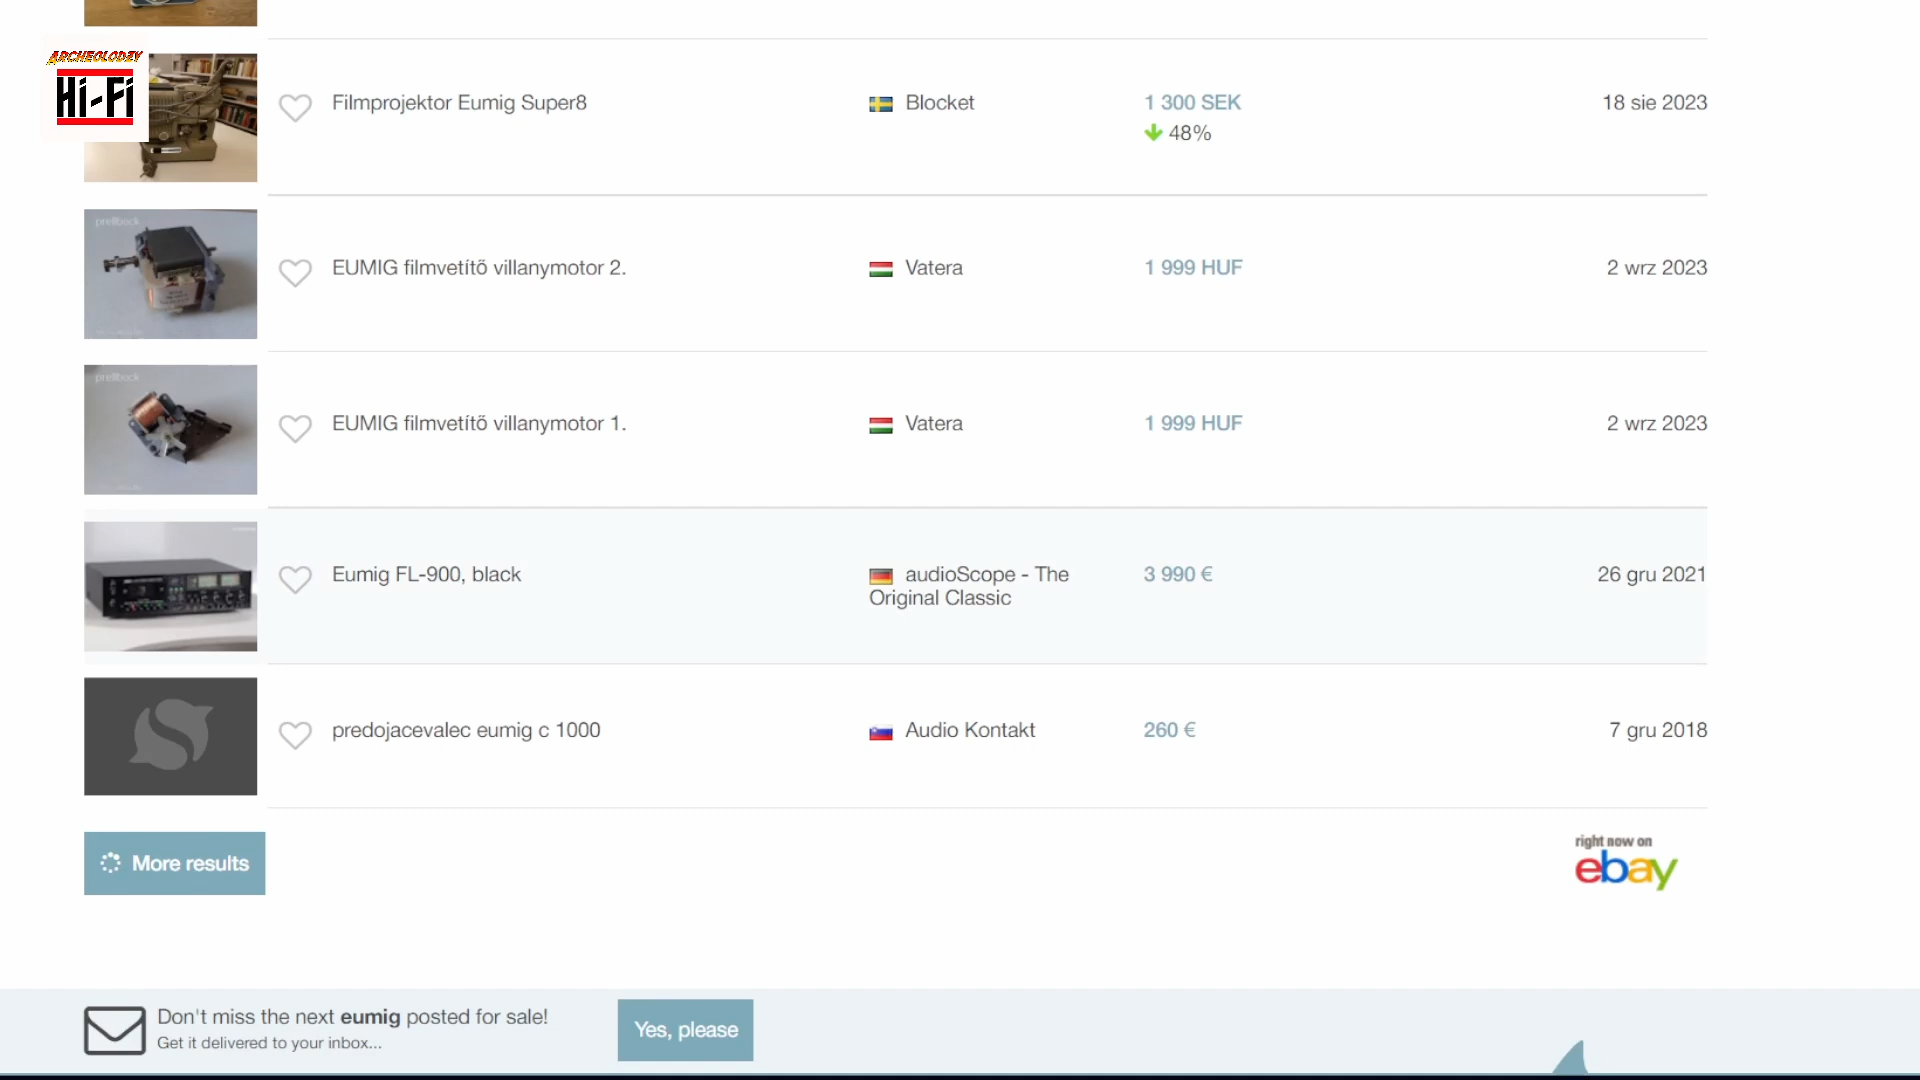 ARCHEOLODZY
Hi-Fi
Filmprojektor Eumig Super8
Blocket
1 300 SEK
18 sie 2023
48%
prellbock
EUMIG filmvetítő villanymotor 2.
Vatera
1 999 HUF
2 wrz 2023
prellbock
EUMIG filmvetítő villanymotor 1.
Vatera
1 999 HUF
2 wrz 2023
Eumig FL-900, black
audioScope - The
Original Classic
3 990 €
26 gru 2021
predojacevalec eumig c 1000
Audio Kontakt
260 €
7 gru 2018
More results
right now on
ebay
Don't miss the next eumig posted for sale!
Get it delivered to your inbox...
Yes, please